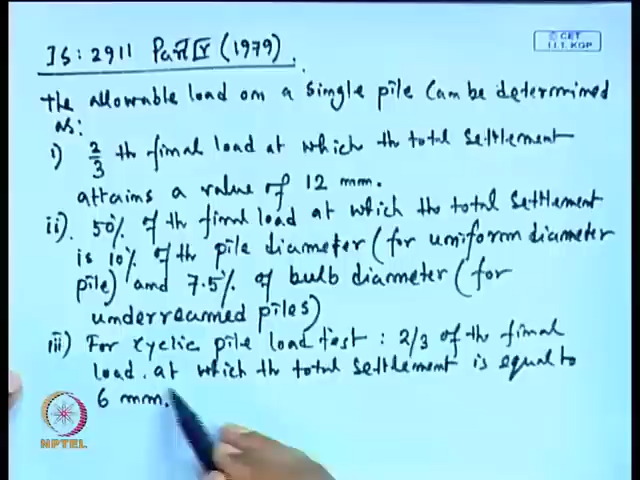 © CET
I.I.T. KGP
IS: 2911 Part IV (1979).
The allowable load on a single pile can be determined
as:
i) 2/3 th final load at which the total settlement
attains a value of 12 mm.
ii). 50% of the final load at which the total settlement
is 10% of the pile diameter (for uniform diameter
pile) and 7.5% of bulb diameter (for
underreamed piles)
iii) For cyclic pile load test : 2/3 of the final
load. at which the total settlement is equal to
6 mm.
NPTEL